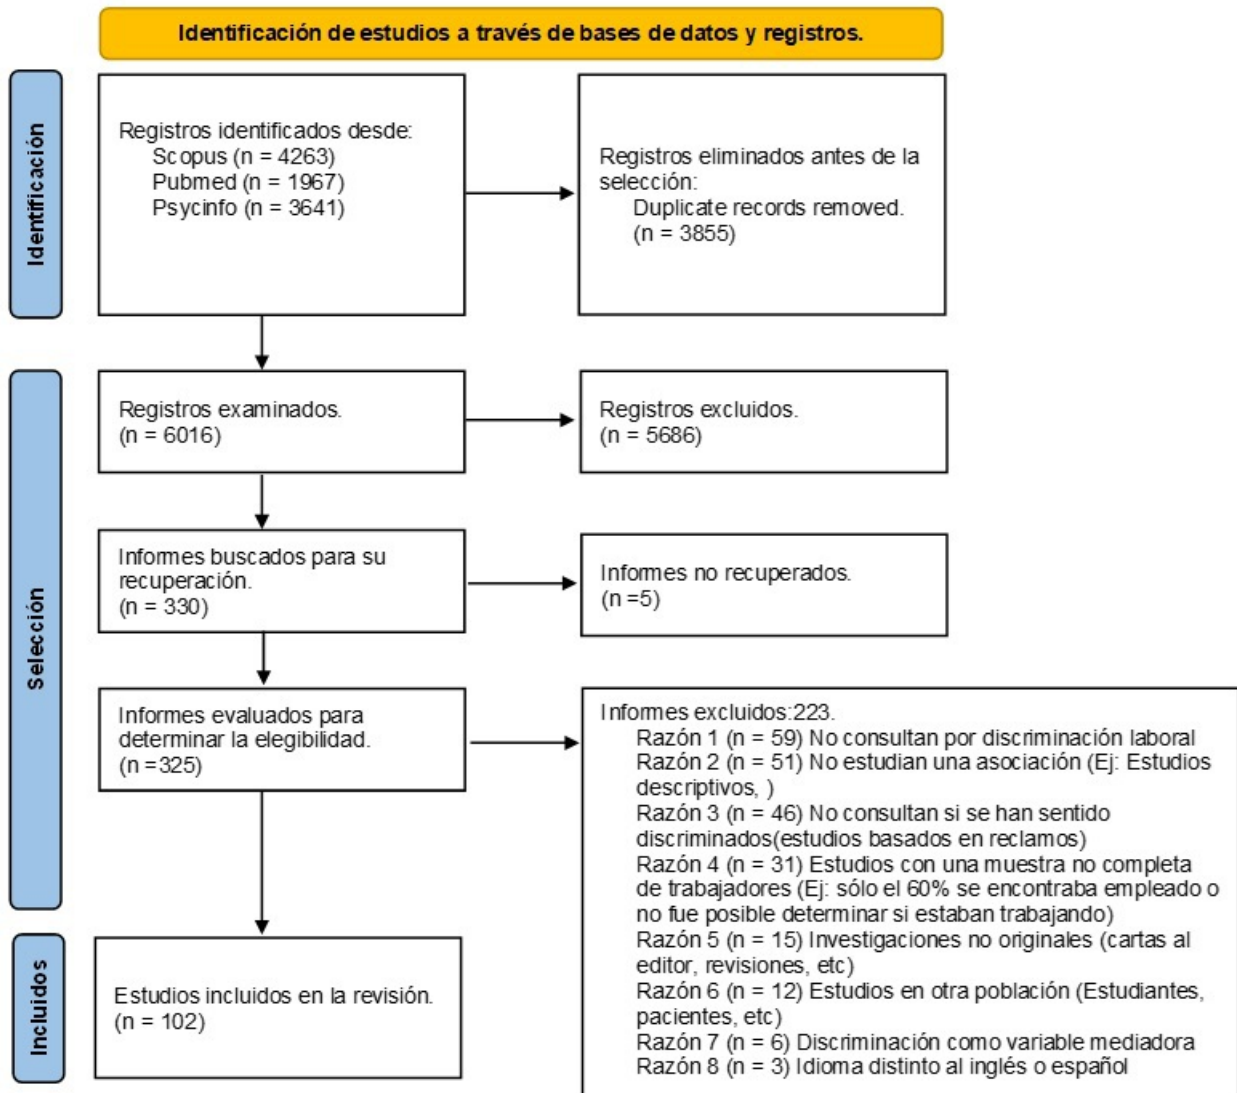 Identificación de estudios a través de bases de datos y registros.
Identificación
Registros identificados desde:
Scopus (n = 4263)
Pubmed (n = 1967)
Psycinfo (n = 3641)
Registros eliminados antes de la
selección:
Duplicate records removed.
(n = 3855)
Selección
Registros examinados.
(n = 6016)
Registros excluidos.
(n = 5686)
Informes buscados para su
recuperación.
(n = 330)
Informes no recuperados.
(n =5)
Informes evaluados para
determinar la elegibilidad.
(n =325)
Informes excluidos:223.
Razón 1 (n = 59) No consultan por discriminación laboral
Razón 2 (n = 51) No estudian una asociación (Ej: Estudios
descriptivos, )
Razón 3 (n = 46) No consultan si se han sentido
discriminados(estudios basados en reclamos)
Razón 4 (n = 31) Estudios con una muestra no completa
de trabajadores (Ej: sólo el 60% se encontraba empleado o
no fue posible determinar si estaban trabajando)
Razón 5 (n = 15) Investigaciones no originales (cartas al
editor, revisiones, etc)
Razón 6 (n = 12) Estudios en otra población (Estudiantes,
pacientes, etc)
Razón 7 (n = 6) Discriminación como variable mediadora
Razón 8 (n = 3) Idioma distinto al inglés o español
Incluidos
Estudios incluidos en la revisión.
(n = 102)